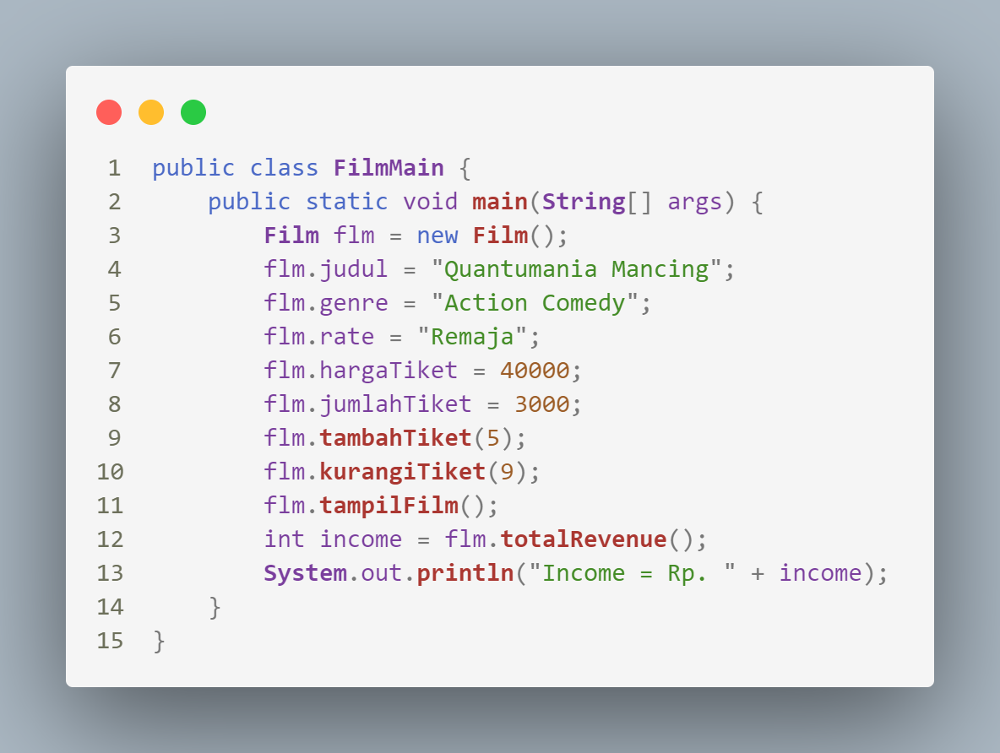 1 public class FilmMain {
2     public static void main(String[] args) {
3         Film flm = new Film();
4         flm.judul = "Quantumania Mancing";
5         flm.genre = "Action Comedy";
6         flm.rate = "Remaja";
7         flm.hargaTiket = 40000;
8         flm.jumlahTiket = 3000;
9         flm.tambahTiket(5);
10         flm.kurangiTiket(9);
11         flm.tampilFilm();
12         int income = flm.totalRevenue();
13         System.out.println("Income = Rp. " + income);
14     }
15 }